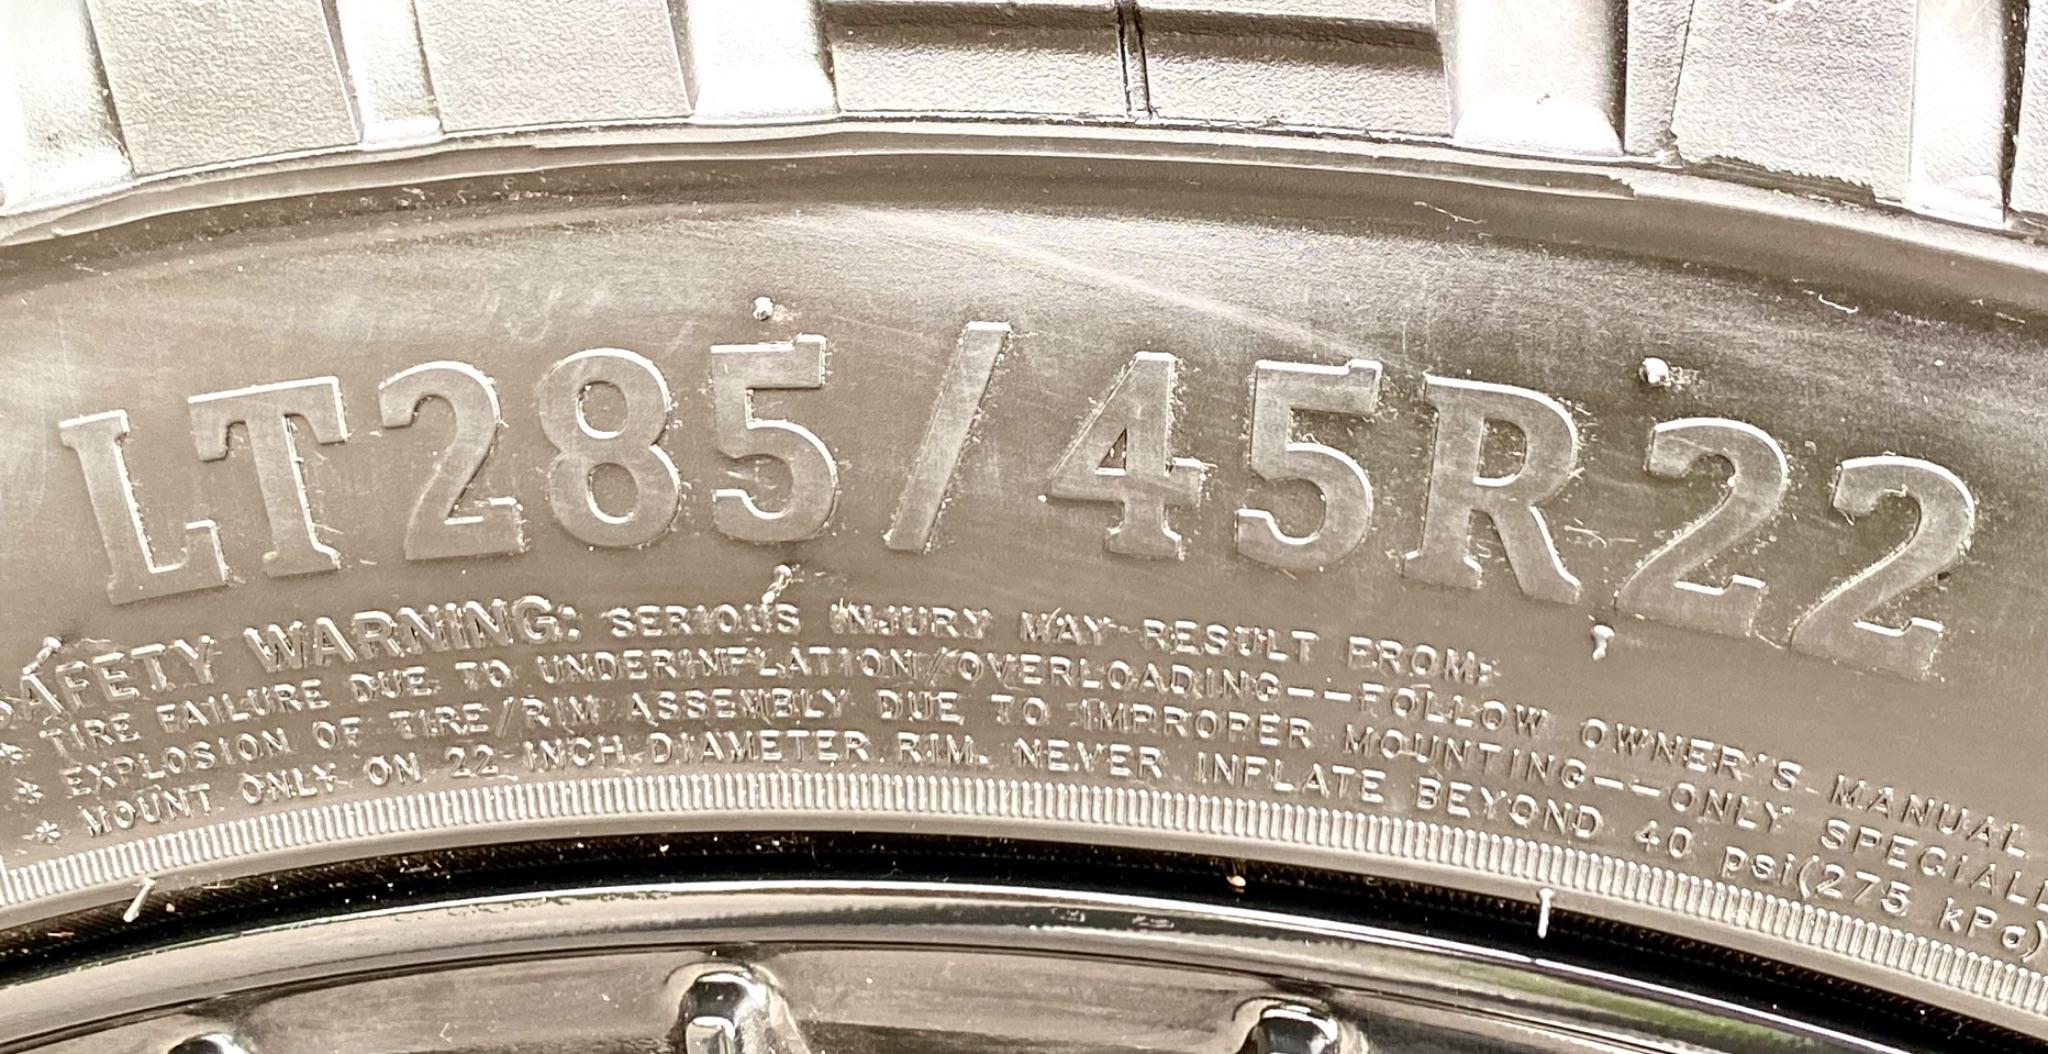 LT285/45R22
SAFETY WARNING: SERIOUS INJURY MAY RESULT FROM:
* TIRE FAILURE DUE TO UNDERINFLATION/OVERLOADING--FOLLOW OWNER'S MANUAL
* EXPLOSION OF TIRE/RIM ASSEMBLY DUE TO IMPROPER MOUNTING--ONLY SPECIALL
* MOUNT ONLY ON 22-INCH DIAMETER RIM. NEVER INFLATE BEYOND 40 psi(275 kPa)